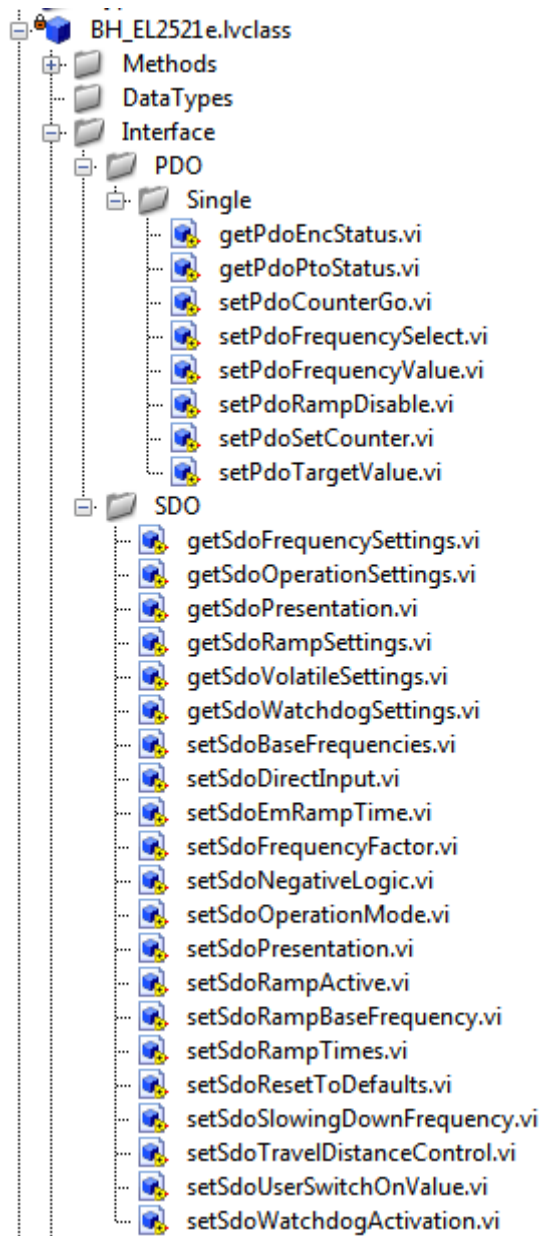 BH_EL2521e.lvclass
Methods
DataTypes
Interface
PDO
Single
getPdoEncStatus.vi
getPdoPtoStatus.vi
setPdoCounterGo.vi
setPdoFrequencySelect.vi
setPdoFrequencyValue.vi
setPdoRampDisable.vi
setPdoSetCounter.vi
setPdoTargetValue.vi
SDO
getSdoFrequencySettings.vi
getSdoOperationSettings.vi
getSdoPresentation.vi
getSdoRampSettings.vi
getSdoVolatileSettings.vi
getSdoWatchdogSettings.vi
setSdoBaseFrequencies.vi
setSdoDirectInput.vi
setSdoEmRampTime.vi
setSdoFrequencyFactor.vi
setSdoNegativeLogic.vi
setSdoOperationMode.vi
setSdoPresentation.vi
setSdoRampActive.vi
setSdoRampBaseFrequency.vi
setSdoRampTimes.vi
setSdoResetToDefaults.vi
setSdoSlowingDownFrequency.vi
setSdoTravelDistanceControl.vi
setSdoUserSwitchOnValue.vi
setSdoWatchdogActivation.vi